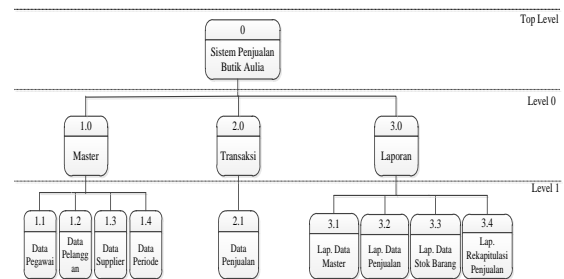 Top Level
0
Sistem Penjualan
Butik Aulia
Level 0
1.0
Master
2.0
Transaksi
3.0
Laporan
Level 1
1.1
Data
Pegawai
1.2
Data
Pelangg
an
1.3
Data
Supplier
1.4
Data
Periode
2.1
Data
Penjualan
3.1
Lap. Data
Master
3.2
Lap. Data
Penjualan
3.3
Lap. Data
Stok Barang
3.4
Lap.
Rekapitulasi
Penjualan